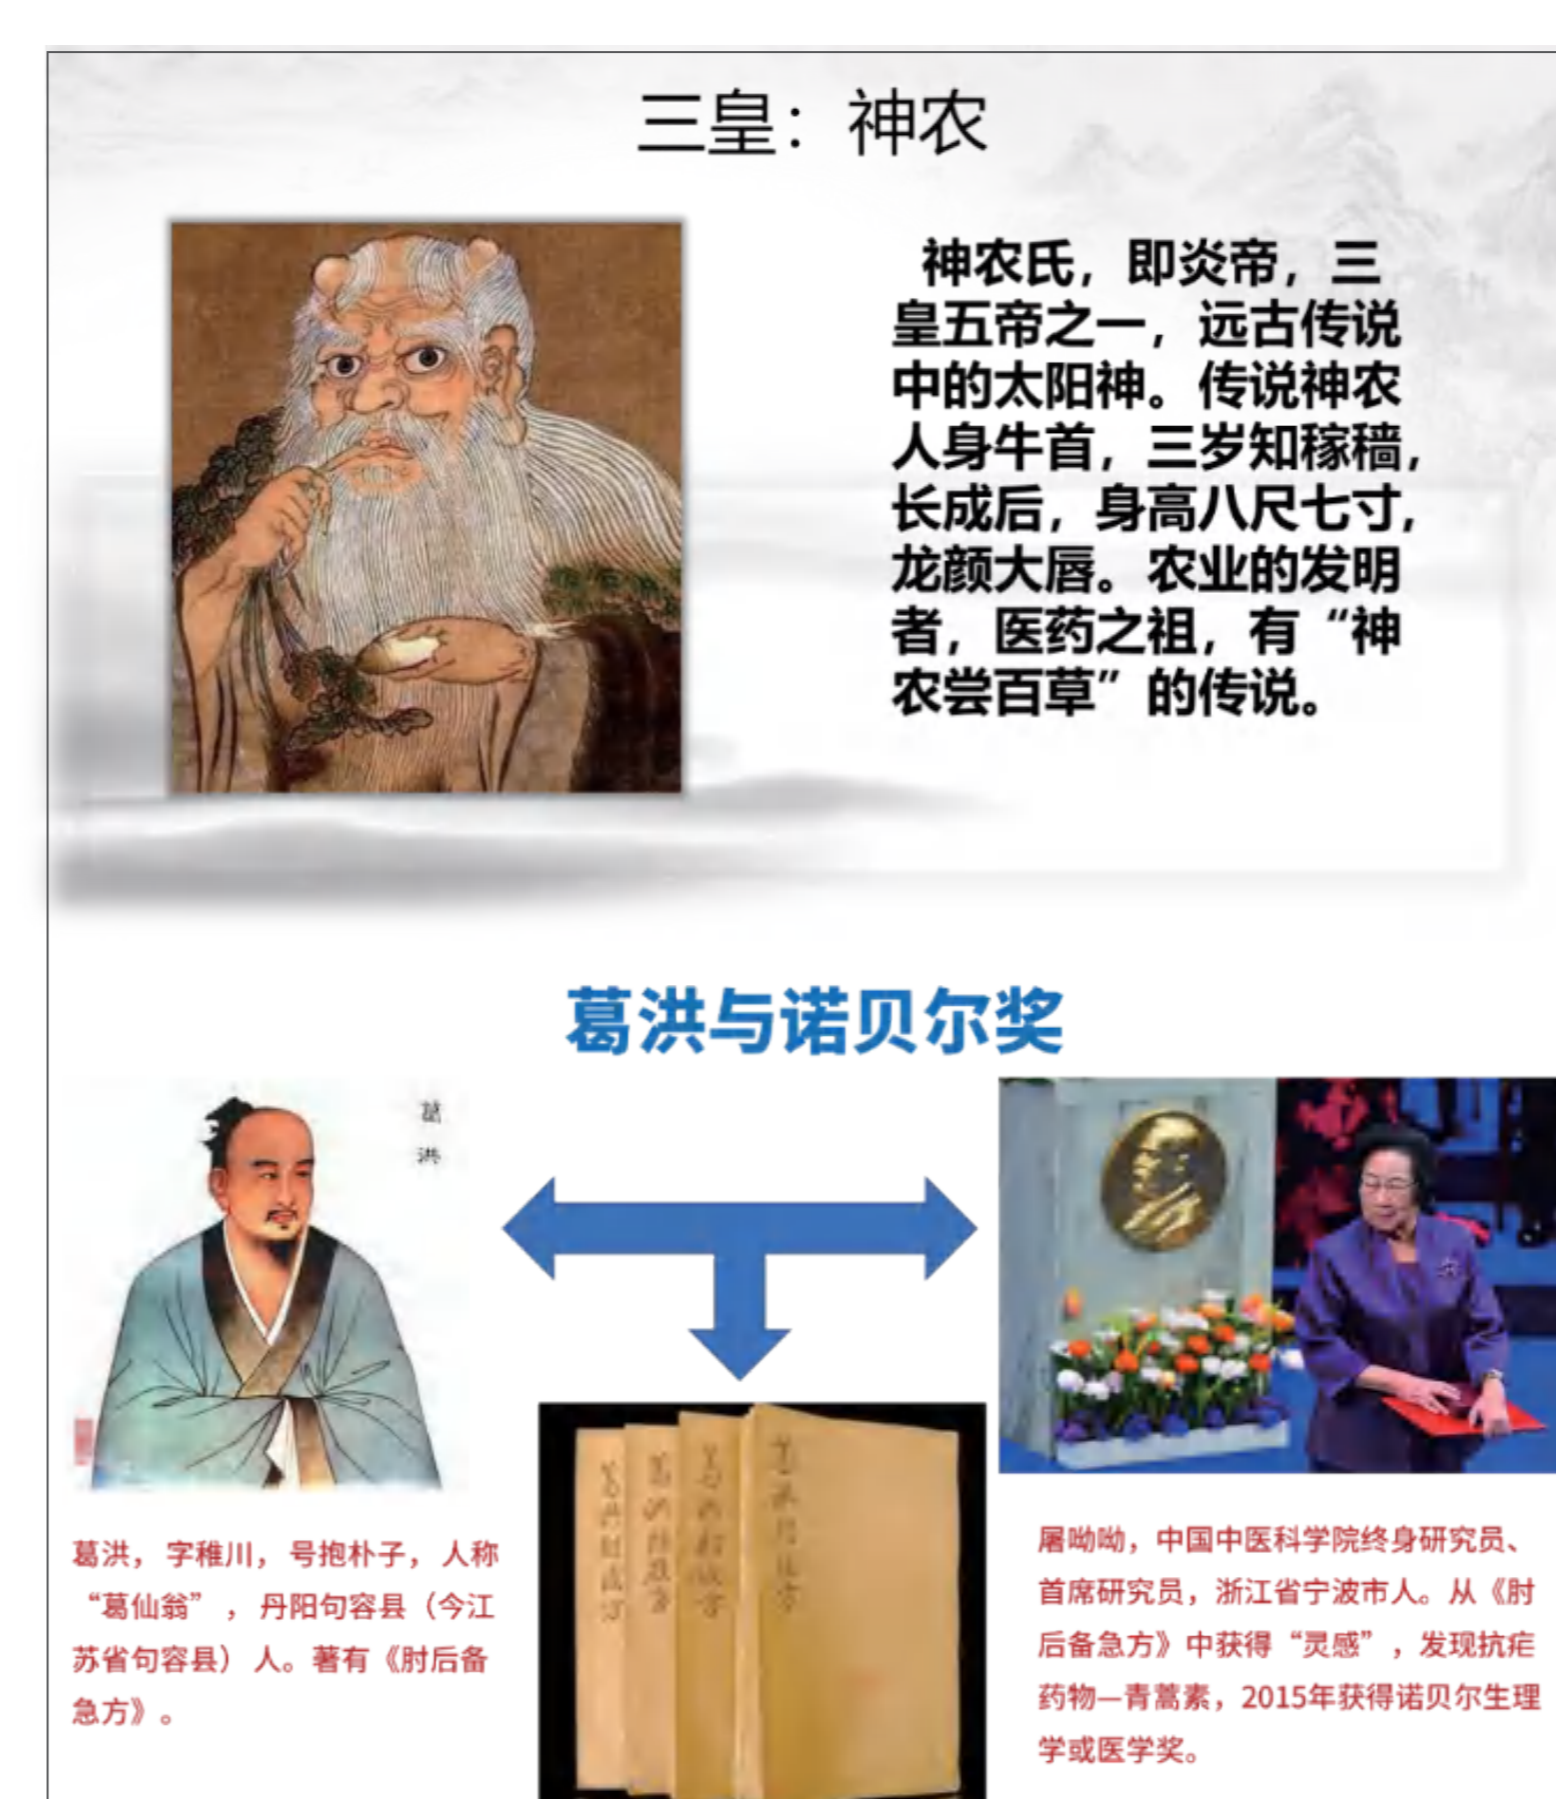 三皇：神农
神农氏，即炎帝，三
皇五帝之一，远古传说
中的太阳神。传说神农
人身牛首，三岁知稼穑，
长成后，身高八尺七寸，
龙颜大唇。农业的发明
者，医药之祖，有“神
农尝百草”的传说。
葛洪与诺贝尔奖
葛
洪
葛洪， 字稚川， 号抱朴子， 人称
“葛仙翁” ， 丹阳句容县（今江
苏省句容县） 人。著有《肘后备
急方》。
屠呦呦，中国中医科学院终身研究员、
首席研究员，浙江省宁波市人。从《肘
后备急方》中获得“灵感”，发现抗疟
药物—青蒿素，2015年获得诺贝尔生理
学或医学奖。